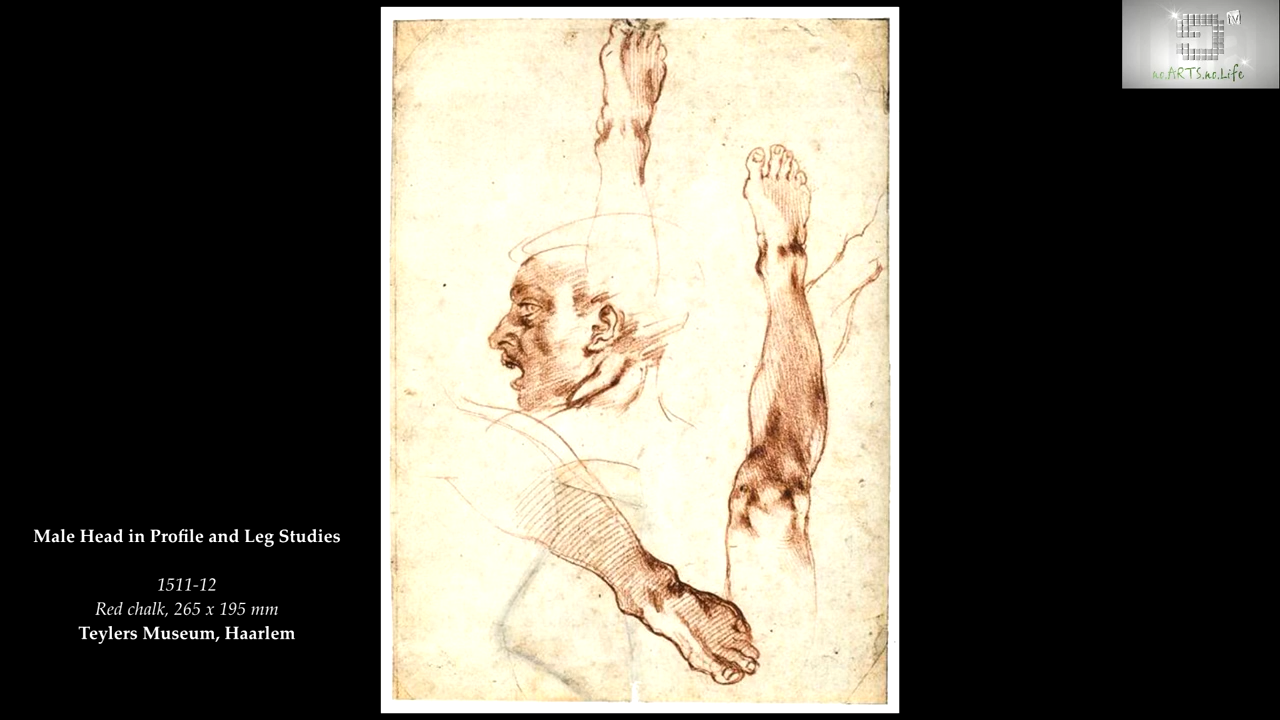 Male Head in Profile and Leg Studies
1511-12
Red chalk, 265 x 195 mm
Teylers Museum, Haarlem
TV
no.ARTS.no.Life